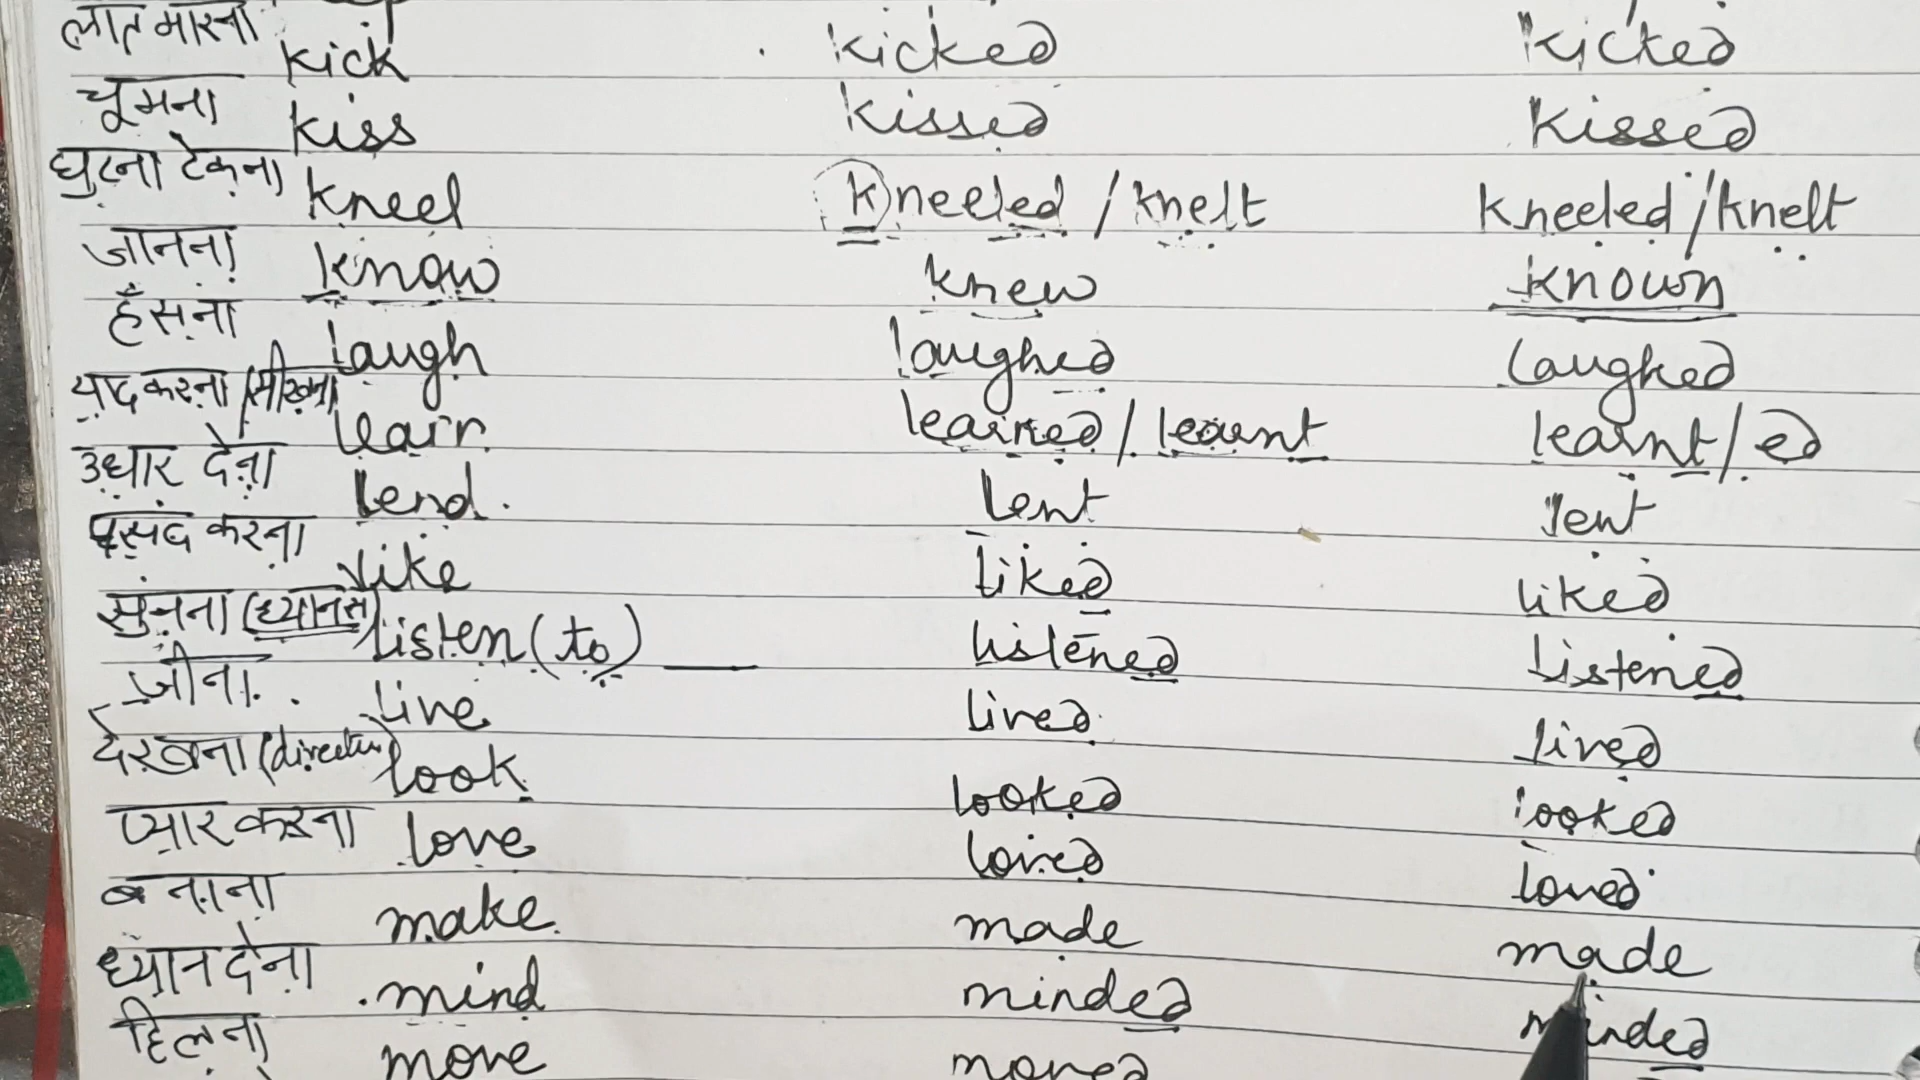 लात मारना kick kicked kicked
चूमना kiss kissed kissed
घुटना टेकना kneel kneeled / knelt kneeled / knelt
जानना know knew known
हँसना laugh laughed laughed
याद करना / सीखना learn learned / learnt learnt / ed
उधार देना lend lent lent
पसंद करना like liked liked
सुनना (ध्यान से) listen (to) listened listened
जीना live lived lived
देखना look looked looked
प्यार करना love loved loved
बनाना make made made
ध्यान देना mind minded minded
हिलना move moved